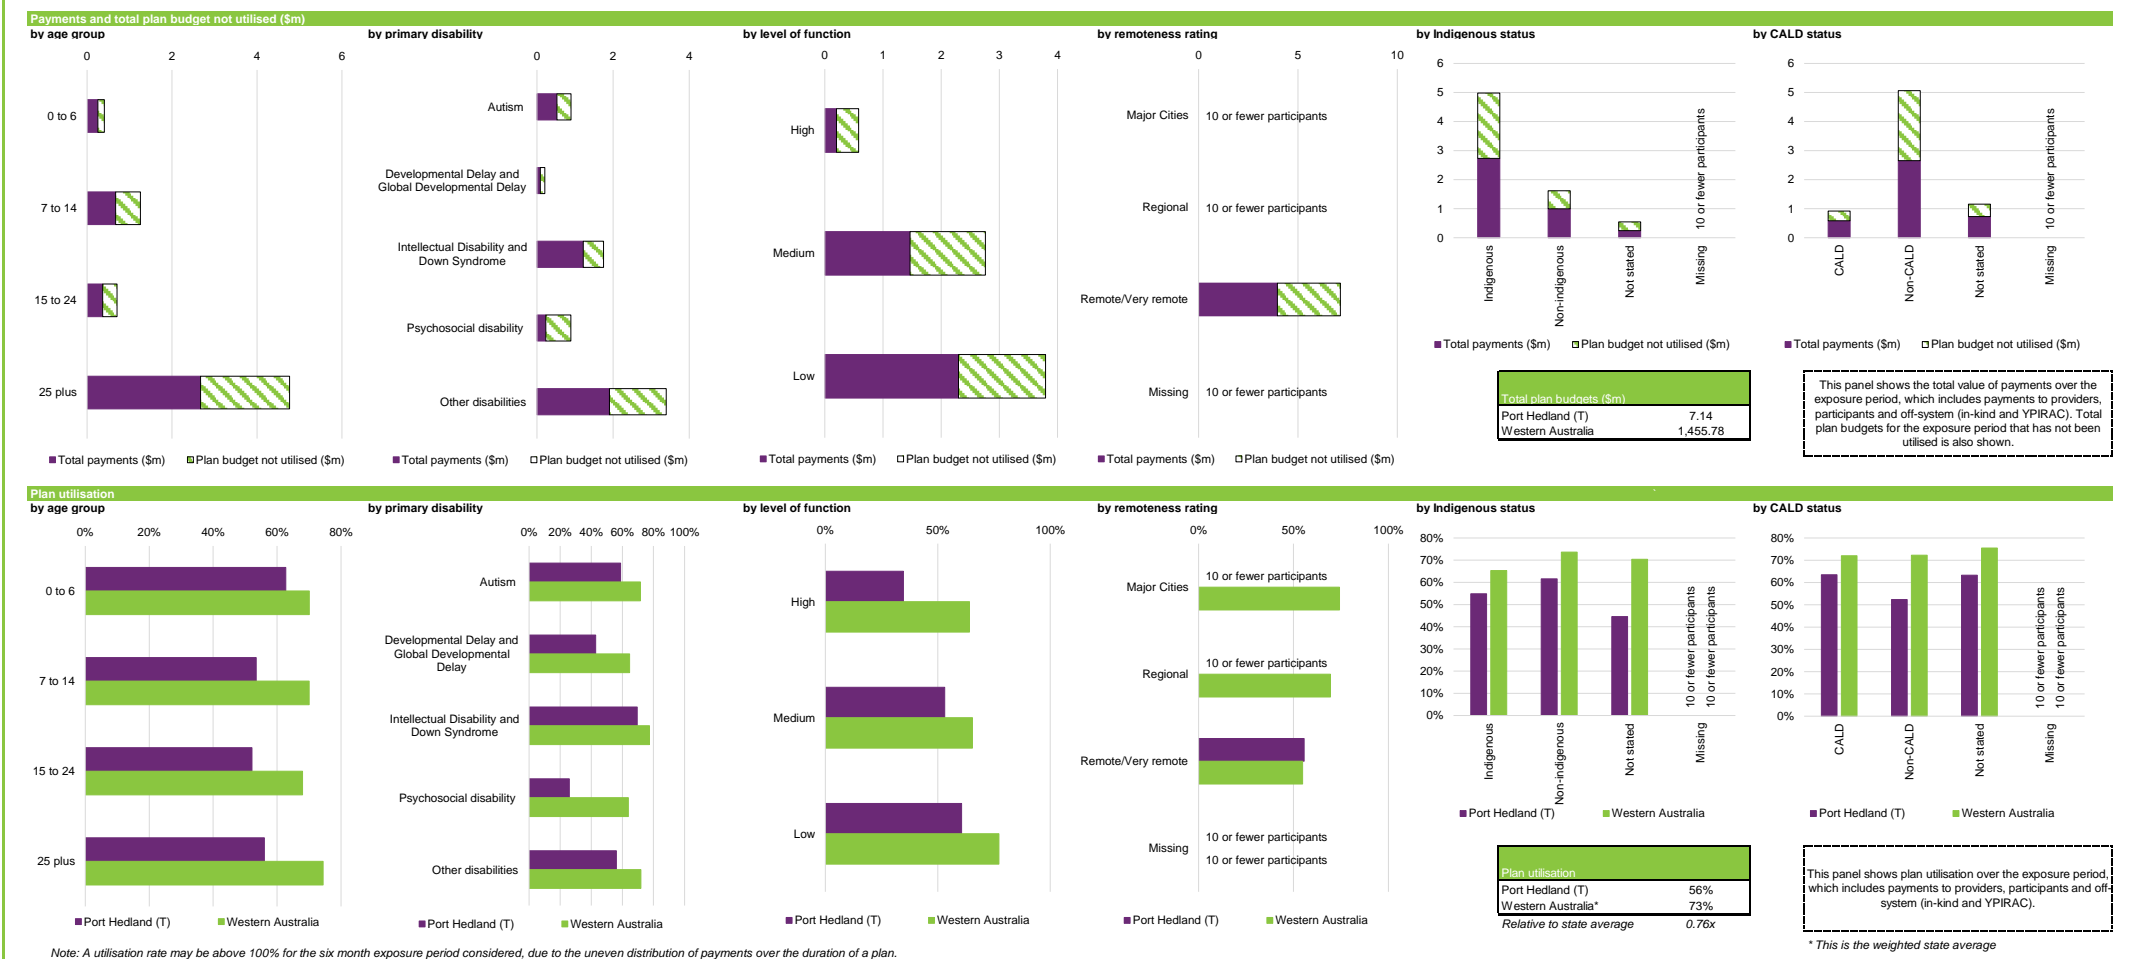 Payments and total plan budget not utilised ($m)
by age group
0 2 4 6
0 to 6
7 to 14
15 to 24
25 plus
Total payments ($m) Plan budget not utilised ($m)
by primary disability
0 2 4
Autism
Developmental Delay and
Global Developmental Delay
Intellectual Disability and
Down Syndrome
Psychosocial disability
Other disabilities
Total payments ($m) Plan budget not utilised ($m)
by level of function
0 1 2 3 4
High
Medium
Low
Total payments ($m) Plan budget not utilised ($m)
by remoteness rating
0 5 10
Major Cities 10 or fewer participants
Regional 10 or fewer participants
Remote/Very remote
Missing 10 or fewer participants
Total payments ($m) Plan budget not utilised ($m)
by Indigenous status
6
5
4
3
2
1
0
10 or fewer participants
Indigenous
Non-indigenous
Not stated
Missing
Total payments ($m) Plan budget not utilised ($m)
Total plan budgets ($m)
Port Hedland (T) 7.14
Western Australia 1,455.78
by CALD status
6
5
4
3
2
1
0
10 or fewer participants
CALD
Non-CALD
Not stated
Missing
Total payments ($m) Plan budget not utilised ($m)
This panel shows the total value of payments over the
exposure period, which includes payments to providers,
participants and off-system (in-kind and YPIRAC). Total
plan budgets for the exposure period that has not been
utilised is also shown.
Plan utilisation
by age group
0% 20% 40% 60% 80%
0 to 6
7 to 14
15 to 24
25 plus
Port Hedland (T) Western Australia
by primary disability
0% 20% 40% 60% 80% 100%
Autism
Developmental Delay and
Global Developmental
Delay
Intellectual Disability and
Down Syndrome
Psychosocial disability
Other disabilities
Port Hedland (T) Western Australia
by level of function
0% 50% 100%
High
Medium
Low
Port Hedland (T) Western Australia
by remoteness rating
0% 50% 100%
10 or fewer participants
Major Cities
10 or fewer participants
Regional
Remote/Very remote
10 or fewer participants
Missing
10 or fewer participants
Port Hedland (T) Western Australia
by Indigenous status
80%
70%
60%
50%
40%
30%
20%
10%
0%
10 or fewer participants
10 or fewer participants
Indigenous
Non-indigenous
Not stated
Missing
Port Hedland (T) Western Australia
Plan utilisation
Port Hedland (T) 56%
Western Australia* 73%
Relative to state average 0.76x
by CALD status
80%
70%
60%
50%
40%
30%
20%
10%
0%
10 or fewer participants
10 or fewer participants
CALD
Non-CALD
Not stated
Missing
Port Hedland (T) Western Australia
This panel shows plan utilisation over the exposure period,
which includes payments to providers, participants and off-
system (in-kind and YPIRAC).
* This is the weighted state average
Note: A utilisation rate may be above 100% for the six month exposure period considered, due to the uneven distribution of payments over the duration of a plan.